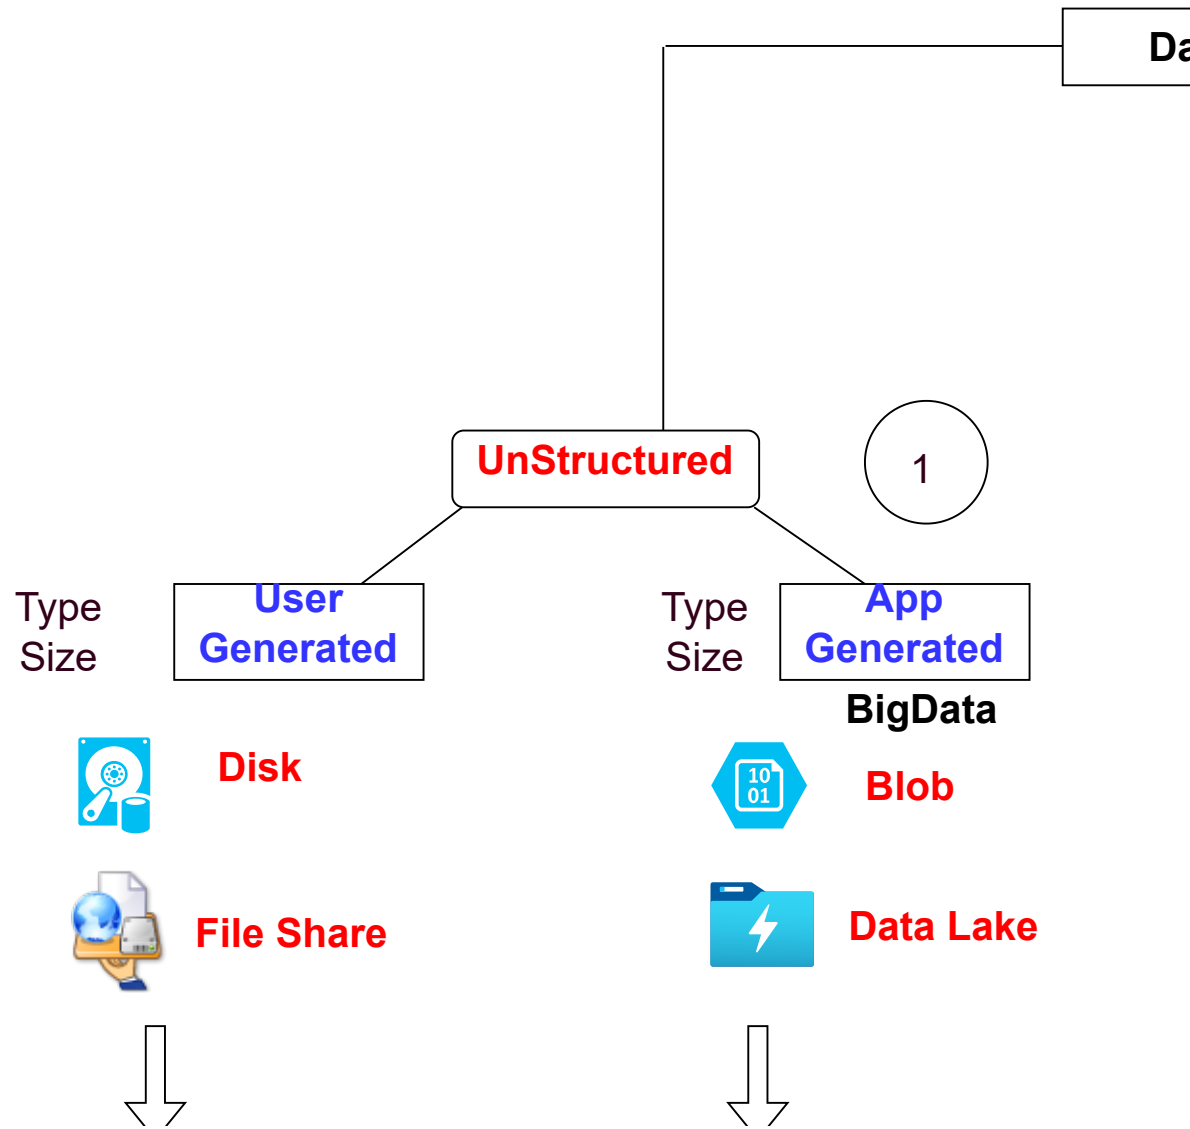 UnStructured
1
Type
Size
User
Generated
Type
Size
App
Generated
BigData
Disk
10
01
Blob
File Share
Data Lake